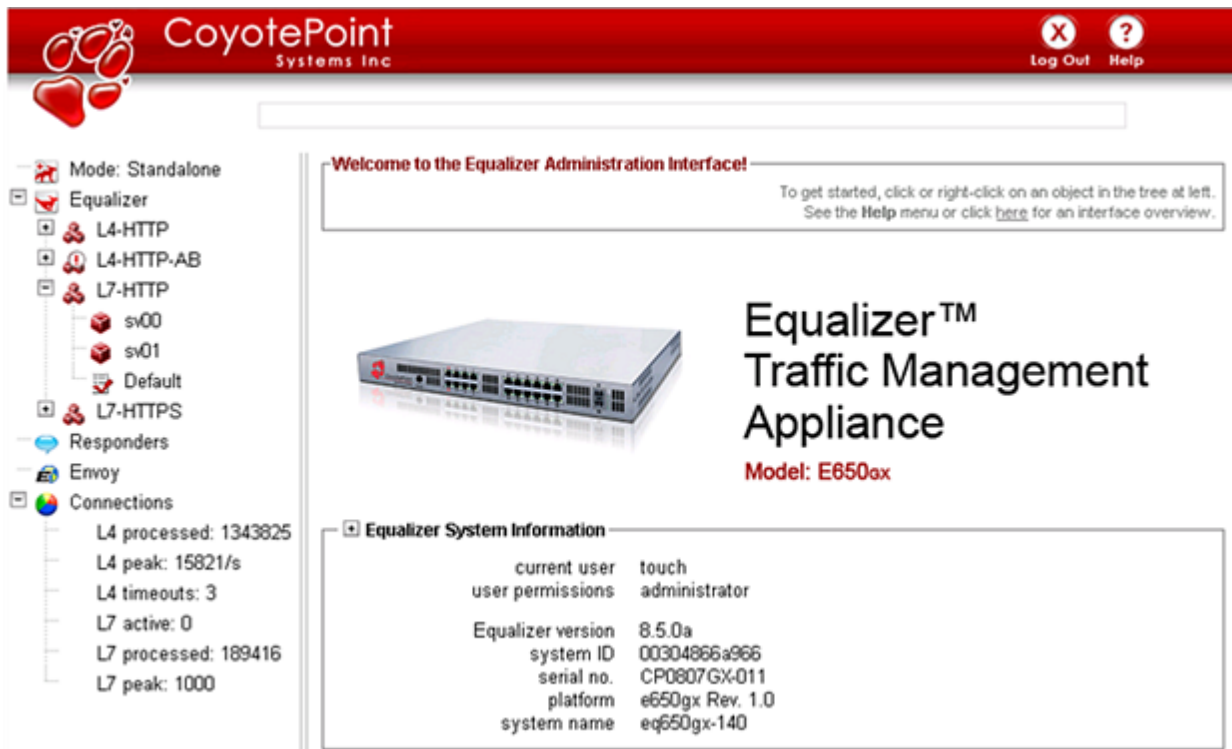 CoyotePoint
Systems Inc
X
?
Log Out
Help
Mode: Standalone
Equalizer
L4-HTTP
L4-HTTP-AB
L7-HTTP
sv00
sv01
Default
L7-HTTPS
Responders
Envoy
Connections
L4 processed: 1343825
L4 peak: 15821/s
L4 timeouts: 3
L7 active: 0
L7 processed: 189416
L7 peak: 1000
Welcome to the Equalizer Administration Interface!
To get started, click or right-click on an object in the tree at left.
See the Help menu or click here for an interface overview.
Equalizer™
Traffic Management
Appliance
Model: E650GX
Equalizer System Information
current user touch
user permissions administrator
Equalizer version 8.5.0a
system ID 00304866a966
serial no. CP0807GX-011
platform e650gx Rev. 1.0
system name eq650gx-140